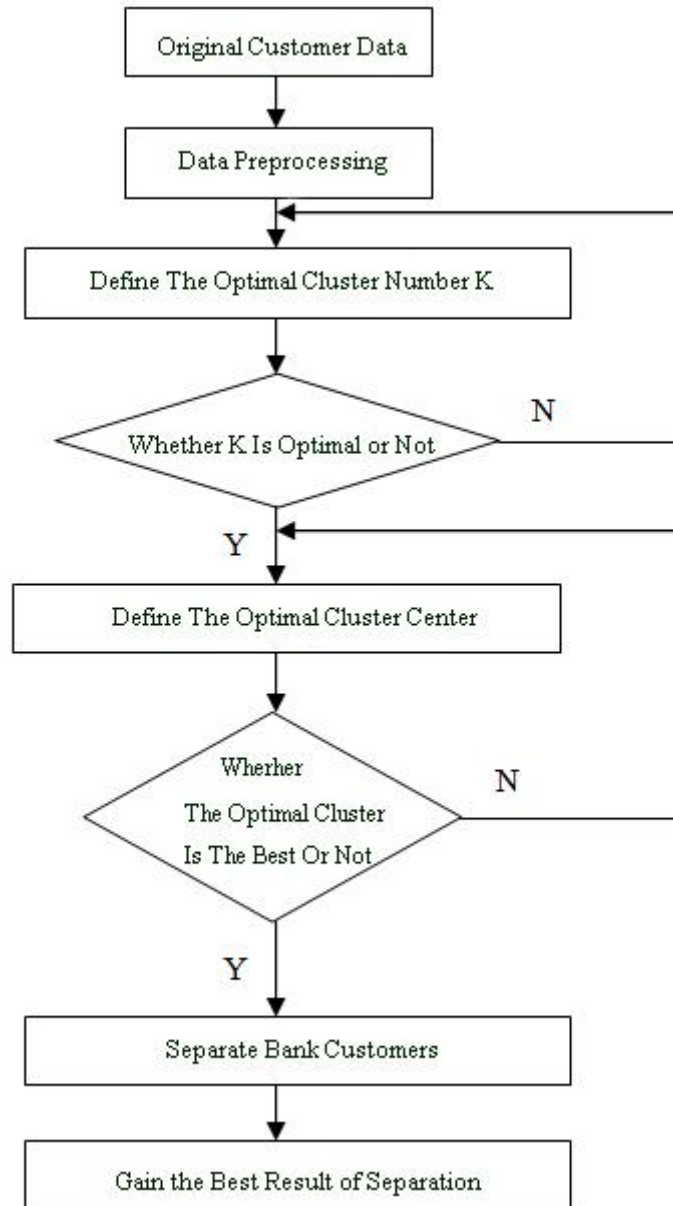 Original Customer Data
Data Preprocessing
Define The Optimal Cluster Number K
Whether K Is Optimal or Not
N
Y
Define The Optimal Cluster Center
Wherher
The Optimal Cluster
Is The Best Or Not
N
Y
Separate Bank Customers
Gain the Best Result of Separation